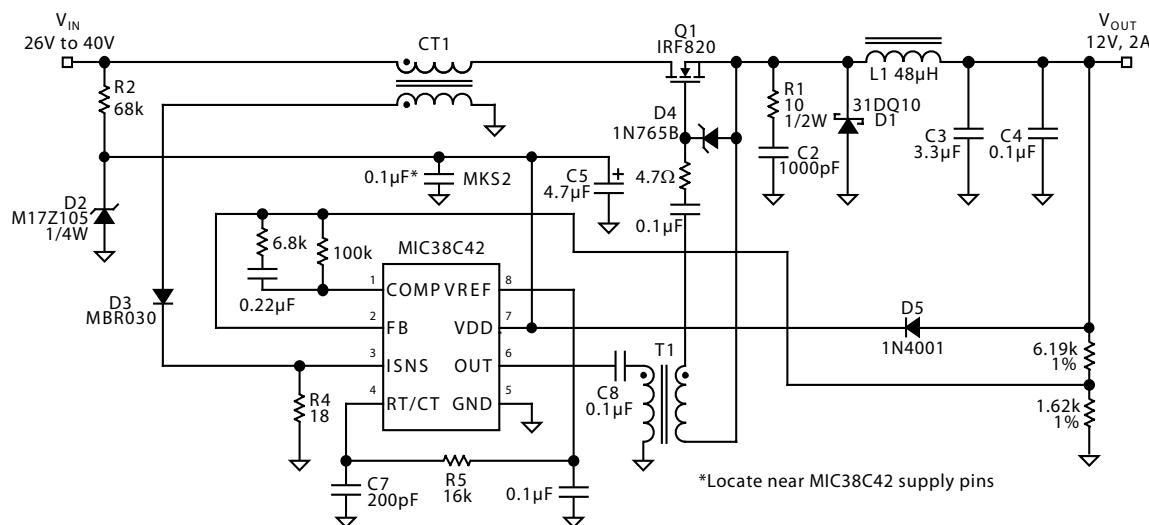 VIN
26V to 40V
CT1
Q1
IRF820
VOUT
12V, 2A
R2
68k
L1 48µH
R1
10
1/2W
31DQ10
D1
D4
1N765B
C2
1000pF
C3
3.3µF
C4
0.1µF
0.1µF*
MKS2
C5
4.7µF
+
4.7Ω
0.1µF
D2
M17Z105
1/4W
6.8k
100k
0.22µF
MIC38C42
D3
MBR030
1 COMP VREF 8
2 FB VDD 7
3 ISNS OUT 6
4 RT/CT GND 5
D5
1N4001
T1
6.19k
1%
1.62k
1%
C8
0.1µF
R4
18
C7
200pF
R5
16k
0.1µF
*Locate near MIC38C42 supply pins